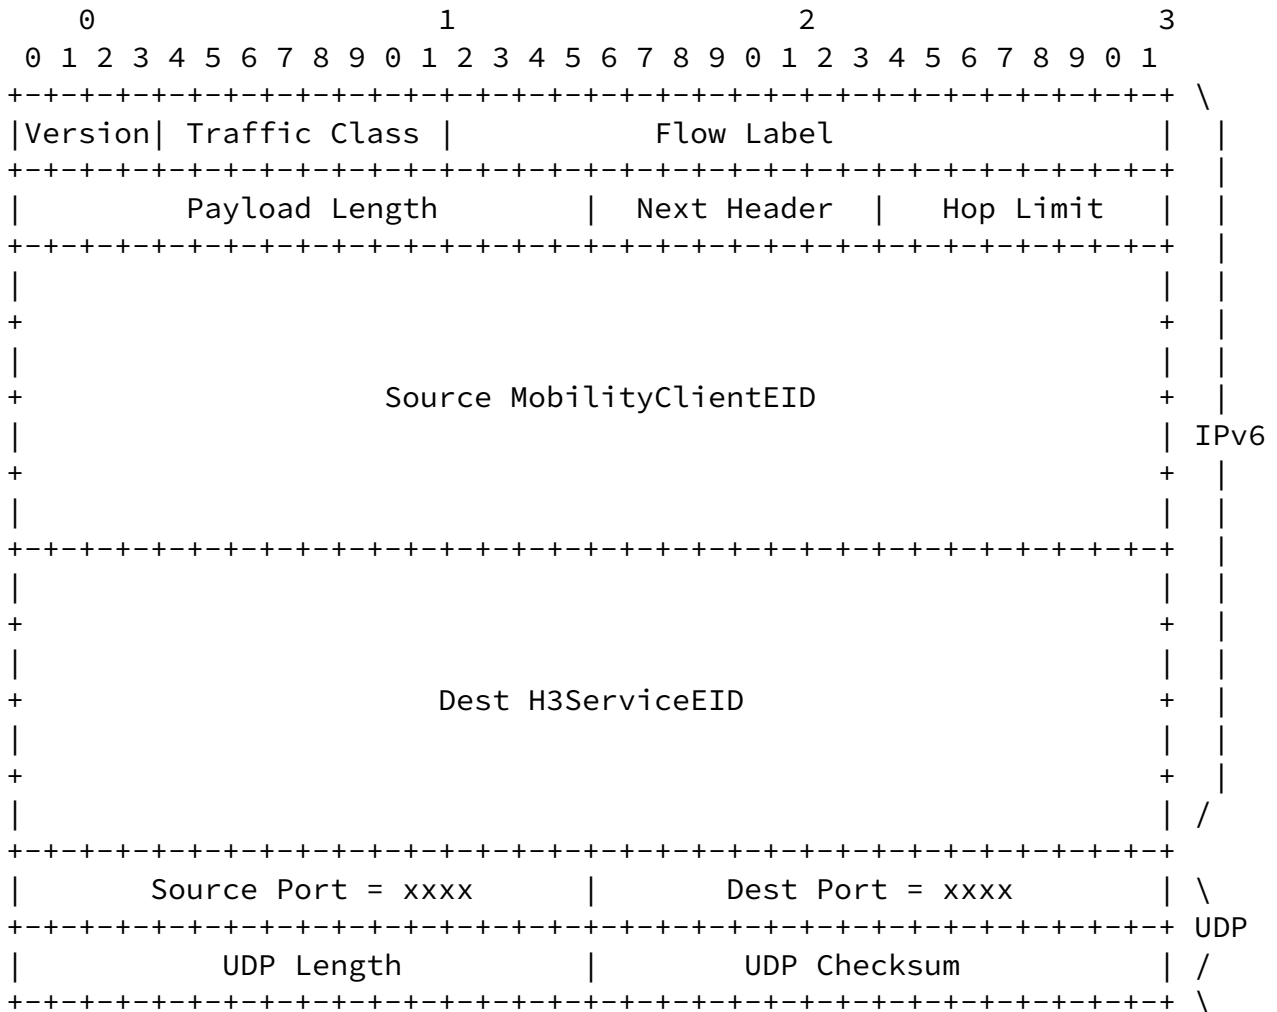 0                   1                   2                   3
 0 1 2 3 4 5 6 7 8 9 0 1 2 3 4 5 6 7 8 9 0 1 2 3 4 5 6 7 8 9 0 1
+-+-+-+-+-+-+-+-+-+-+-+-+-+-+-+-+-+-+-+-+-+-+-+-+-+-+-+-+-+-+-+-+ \
|Version| Traffic Class |           Flow Label                  |  |
+-+-+-+-+-+-+-+-+-+-+-+-+-+-+-+-+-+-+-+-+-+-+-+-+-+-+-+-+-+-+-+-+  |
|         Payload Length        |  Next Header  |   Hop Limit   |  |
+-+-+-+-+-+-+-+-+-+-+-+-+-+-+-+-+-+-+-+-+-+-+-+-+-+-+-+-+-+-+-+-+  |
|                                                               |  |
+                                                               +  |
|                                                               |  |
+                    Source MobilityClientEID                   +  |
|                                                               | IPv6
+                                                               +  |
|                                                               |  |
+-+-+-+-+-+-+-+-+-+-+-+-+-+-+-+-+-+-+-+-+-+-+-+-+-+-+-+-+-+-+-+-+  |
|                                                               |  |
+                                                               +  |
|                                                               |  |
+                       Dest H3ServiceEID                       +  |
|                                                               |  |
+                                                               +  |
|                                                               | /
+-+-+-+-+-+-+-+-+-+-+-+-+-+-+-+-+-+-+-+-+-+-+-+-+-+-+-+-+-+-+-+-+
|       Source Port = xxxx      |       Dest Port = xxxx        | \
+-+-+-+-+-+-+-+-+-+-+-+-+-+-+-+-+-+-+-+-+-+-+-+-+-+-+-+-+-+-+-+-+ UDP
|           UDP Length          |        UDP Checksum           | /
+-+-+-+-+-+-+-+-+-+-+-+-+-+-+-+-+-+-+-+-+-+-+-+-+-+-+-+-+-+-+-+-+ \